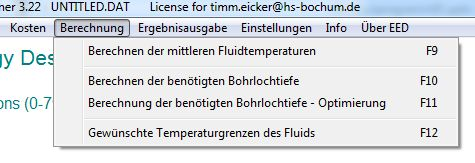 ner 3.22 UNTITLED.DAT License for timm.eicker@hs-bochum.de
Kosten Berechnung Ergebnisausgabe Einstellungen Info Über EED
Berechnen der mittleren Fluidtemperaturen F9
gy Des
Berechnen der benötigten Bohrlochtiefe F10
ons (0-7
Berechnung der benötigten Bohrlochtiefe - Optimierung F11
Gewünschte Temperaturgrenzen des Fluids F12